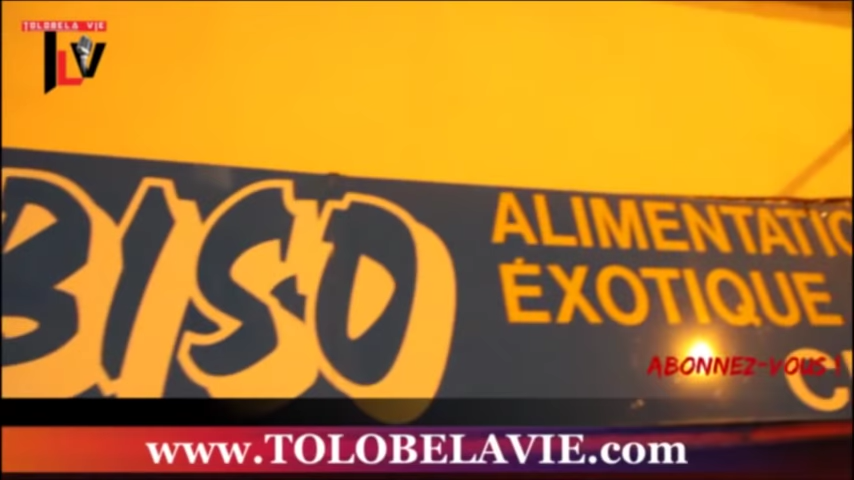 TOLOBELA VIE
BISO
ALIMENTATIO
ÉXOTIQUE
ABONNEZ-VOUS !
www.TOLOBELAVIE.com